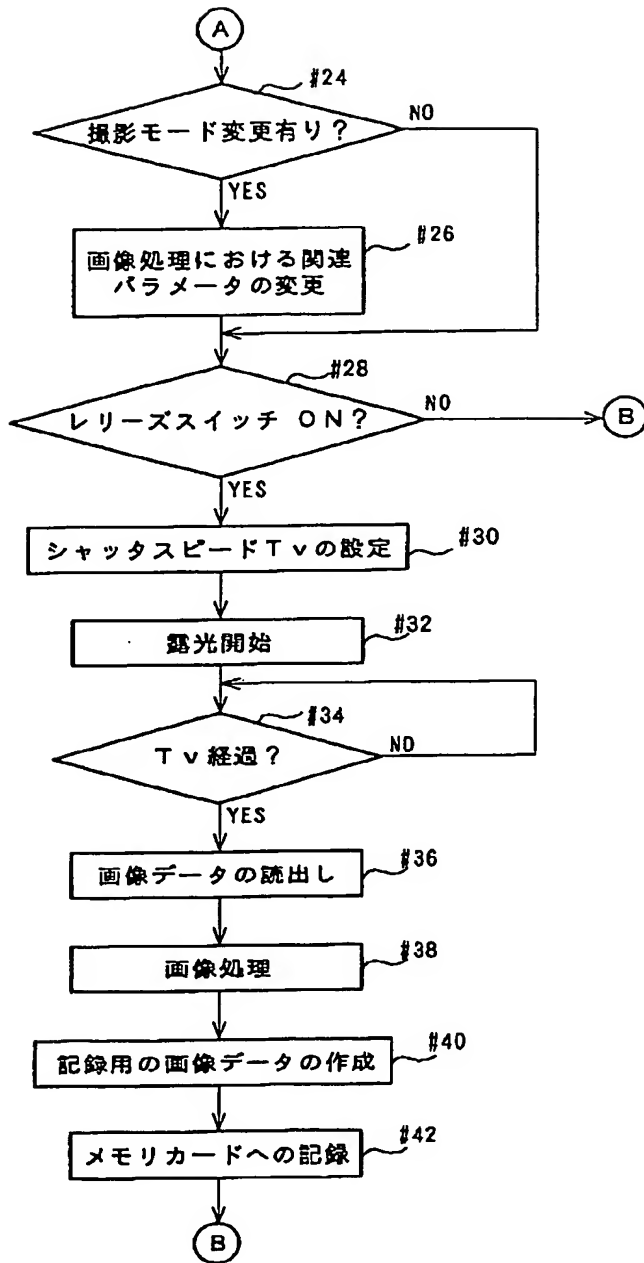 A
#24
撮影モード変更有り?
NO
YES
#26
画像処理における関連
パラメータの変更
#28
レリーズスイッチ ON?
NO
B
YES
シャッタスピードTvの設定
#30
露光開始
#32
#34
Tv経過?
NO
YES
画像データの読出し
#36
画像処理
#38
記録用の画像データの作成
#40
メモリカードへの記録
#42
B